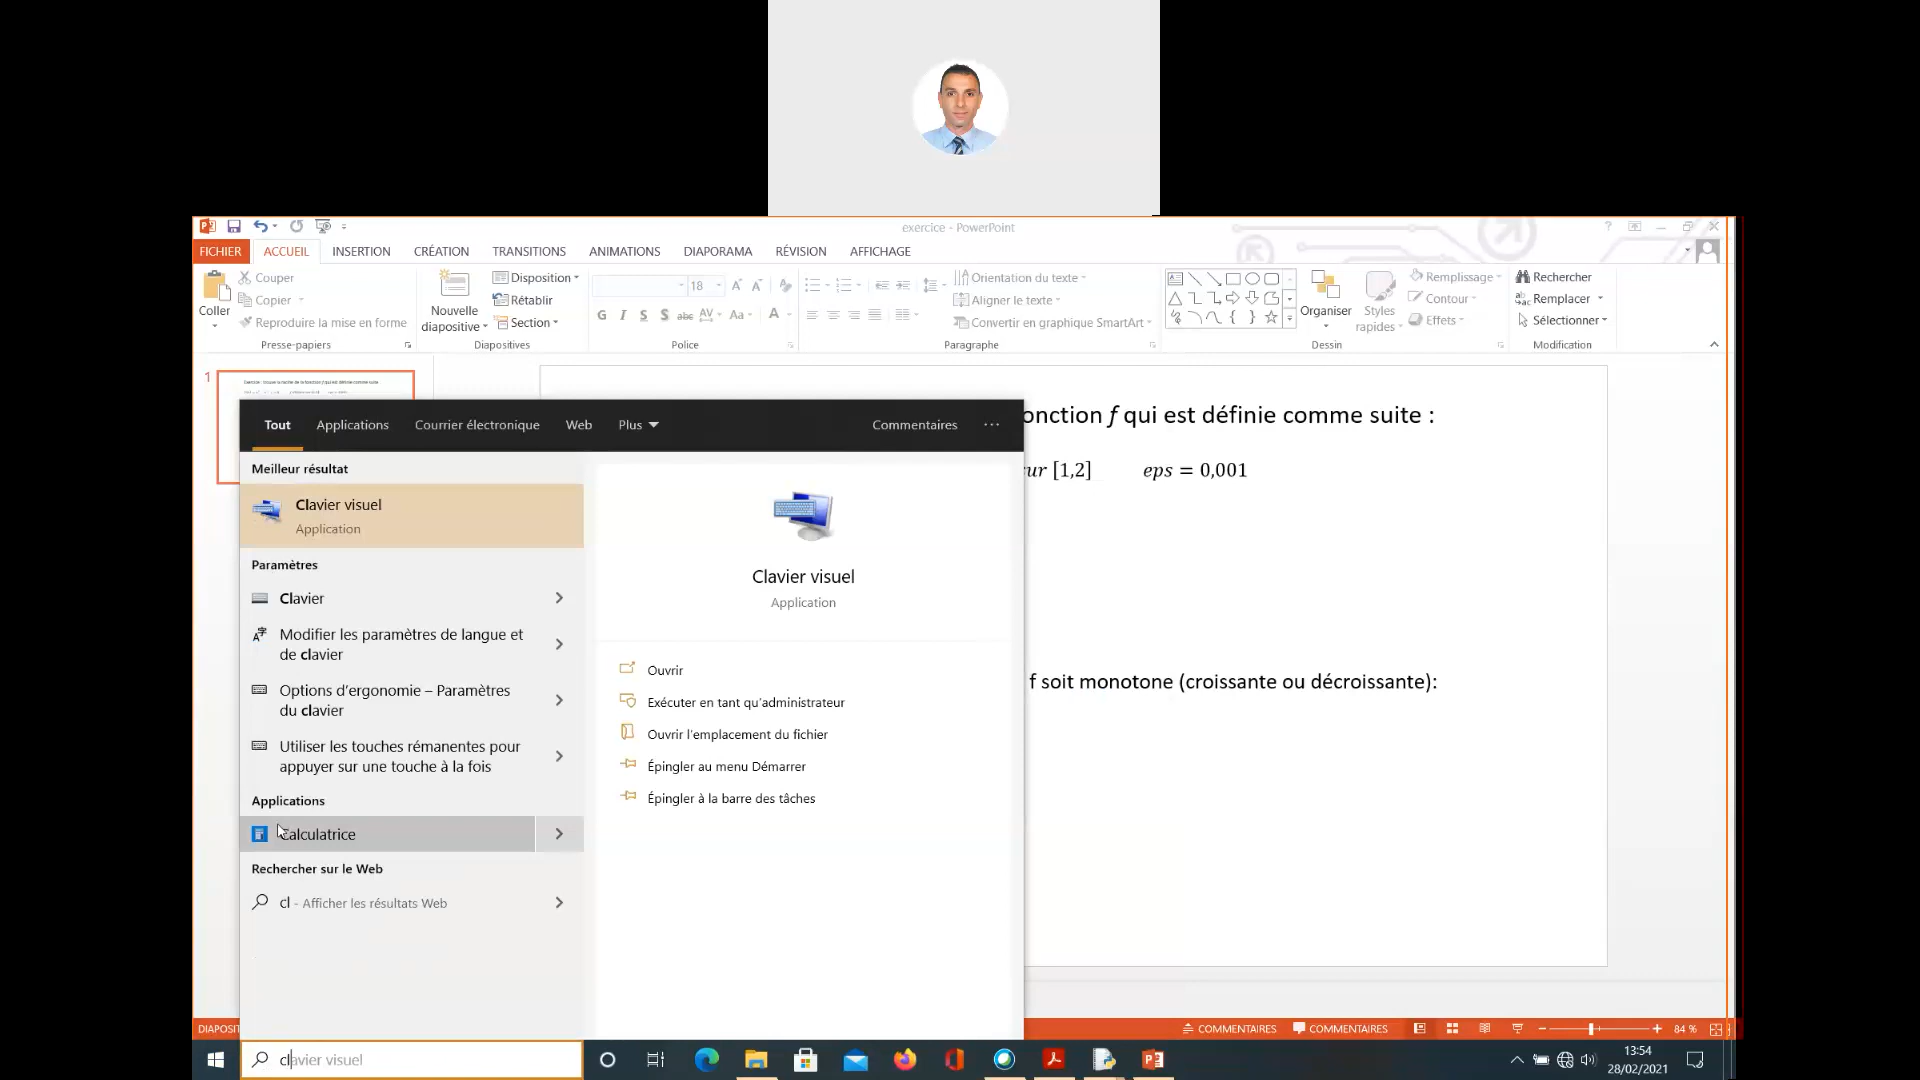 exercice - PowerPoint
?
FICHIER ACCUEIL INSERTION CRÉATION TRANSITIONS ANIMATIONS DIAPORAMA RÉVISION AFFICHAGE
Coller
Couper
Copier
Reproduire la mise en forme
Presse-papiers
Nouvelle
diapositive
Disposition
Rétablir
Section
Diapositives
18
G I S S abc AV Aa A
Police
Orientation du texte
Aligner le texte
Convertir en graphique SmartArt
Paragraphe
Organiser
Styles
rapides
Remplissage
Contour
Effets
Dessin
Rechercher
Remplacer
Sélectionner
Modification
1
onction f qui est définie comme suite :
ur [1,2] eps = 0,001
f soit monotone (croissante ou décroissante):
Tout Applications Courrier électronique Web Plus Commentaires ...
Meilleur résultat
Clavier visuel
Application
Paramètres
Clavier
Modifier les paramètres de langue et
de clavier
Options d'ergonomie – Paramètres
du clavier
Utiliser les touches rémanentes pour
appuyer sur une touche à la fois
Applications
Calculatrice
Rechercher sur le Web
cl - Afficher les résultats Web
Clavier visuel
Application
Ouvrir
Exécuter en tant qu'administrateur
Ouvrir l'emplacement du fichier
Épingler au menu Démarrer
Épingler à la barre des tâches
DIAPOSIT
COMMENTAIRES COMMENTAIRES 84 %
clavier visuel
13:54
28/02/2021